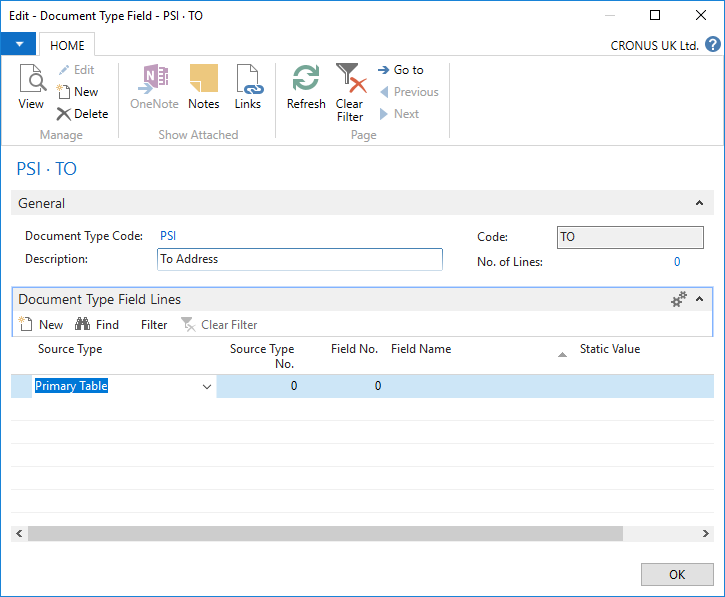 Edit - Document Type Field - PSI · TO
HOME
CRONUS UK Ltd.
?
View
Edit
New
Delete
Manage
OneNote
Notes
Links
Show Attached
Refresh
Clear
Filter
Go to
Previous
Next
Page
PSI · TO
General
Document Type Code: PSI
Code: TO
Description: To Address
No. of Lines: 0
Document Type Field Lines
New Find Filter Clear Filter
Source Type Source Type Field No. Field Name Static Value
No.
Primary Table 0 0
OK